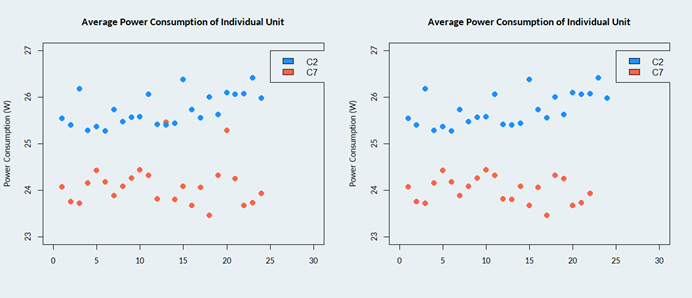 Average Power Consumption of Individual Unit
Power Consumption (W)
27
26
25
24
23
C2
C7
0 5 10 15 20 25 30
Average Power Consumption of Individual Unit
Power Consumption (W)
27
26
25
24
23
C2
C7
0 5 10 15 20 25 30